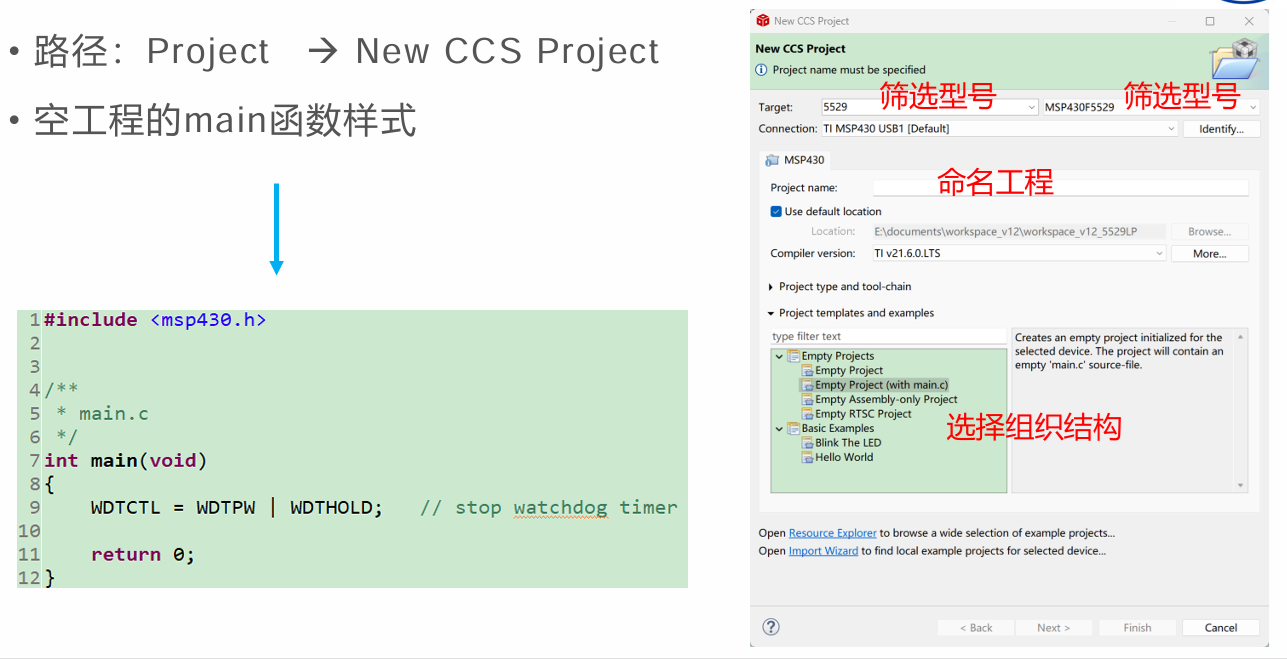 • 路径：Project → New CCS Project
• 空工程的main函数样式
1 #include <msp430.h>
2
3
4 /**
5 * main.c
6 */
7 int main(void)
8 {
9 WDTCTL = WDTPW | WDTHOLD; // stop watchdog timer
10
11 return 0;
12 }
New CCS Project
New CCS Project
Project name must be specified
Target: 5529 筛选型号 MSP430F5529 筛选型号
Connection: TI MSP430 USB1 [Default] Identify...
MSP430
Project name: 命名工程
Use default location
Location: E:\documents\workspace_v12\workspace_v12_5529LP Browse...
Compiler version: TI v21.6.0.LTS More...
Project type and tool-chain
Project templates and examples
type filter text
Empty Projects
Empty Project
Empty Project (with main.c)
Empty Assembly-only Project
Empty RTSC Project
Basic Examples
Blink The LED
Hello World
Creates an empty project initialized for the
selected device. The project will contain an
empty 'main.c' source-file.
选择组织结构
Open Resource Explorer to browse a wide selection of example projects...
Open Import Wizard to find local example projects for selected device...
? < Back Next > Finish Cancel